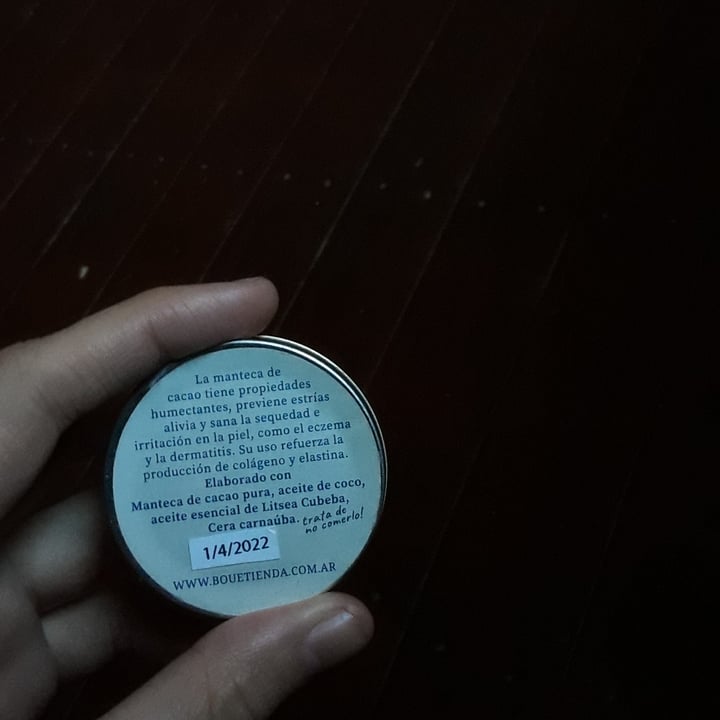 La manteca de
cacao tiene propiedades
humectantes, previene estrías
alivia y sana la sequedad e
irritación en la piel, como el eczema
y la dermatitis. Su uso refuerza la
producción de colágeno y elastina.
Elaborado con
Manteca de cacao pura, aceite de coco,
aceite esencial de Litsea Cubeba,
Cera carnaúba. trata de
no comerlo!
1/4/2022
WWW.BOUETIENDA.COM.AR